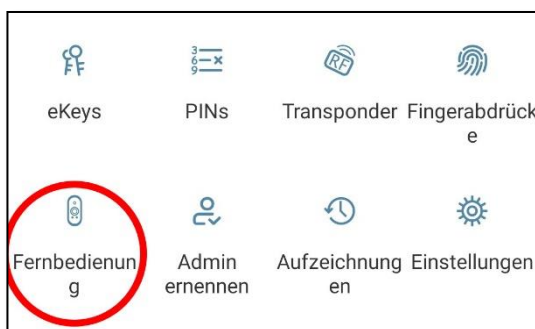 eKeys PINs Transponder Fingerabdrück
e
Fernbedienun Admin Aufzeichnung Einstellungen
g ernennen en